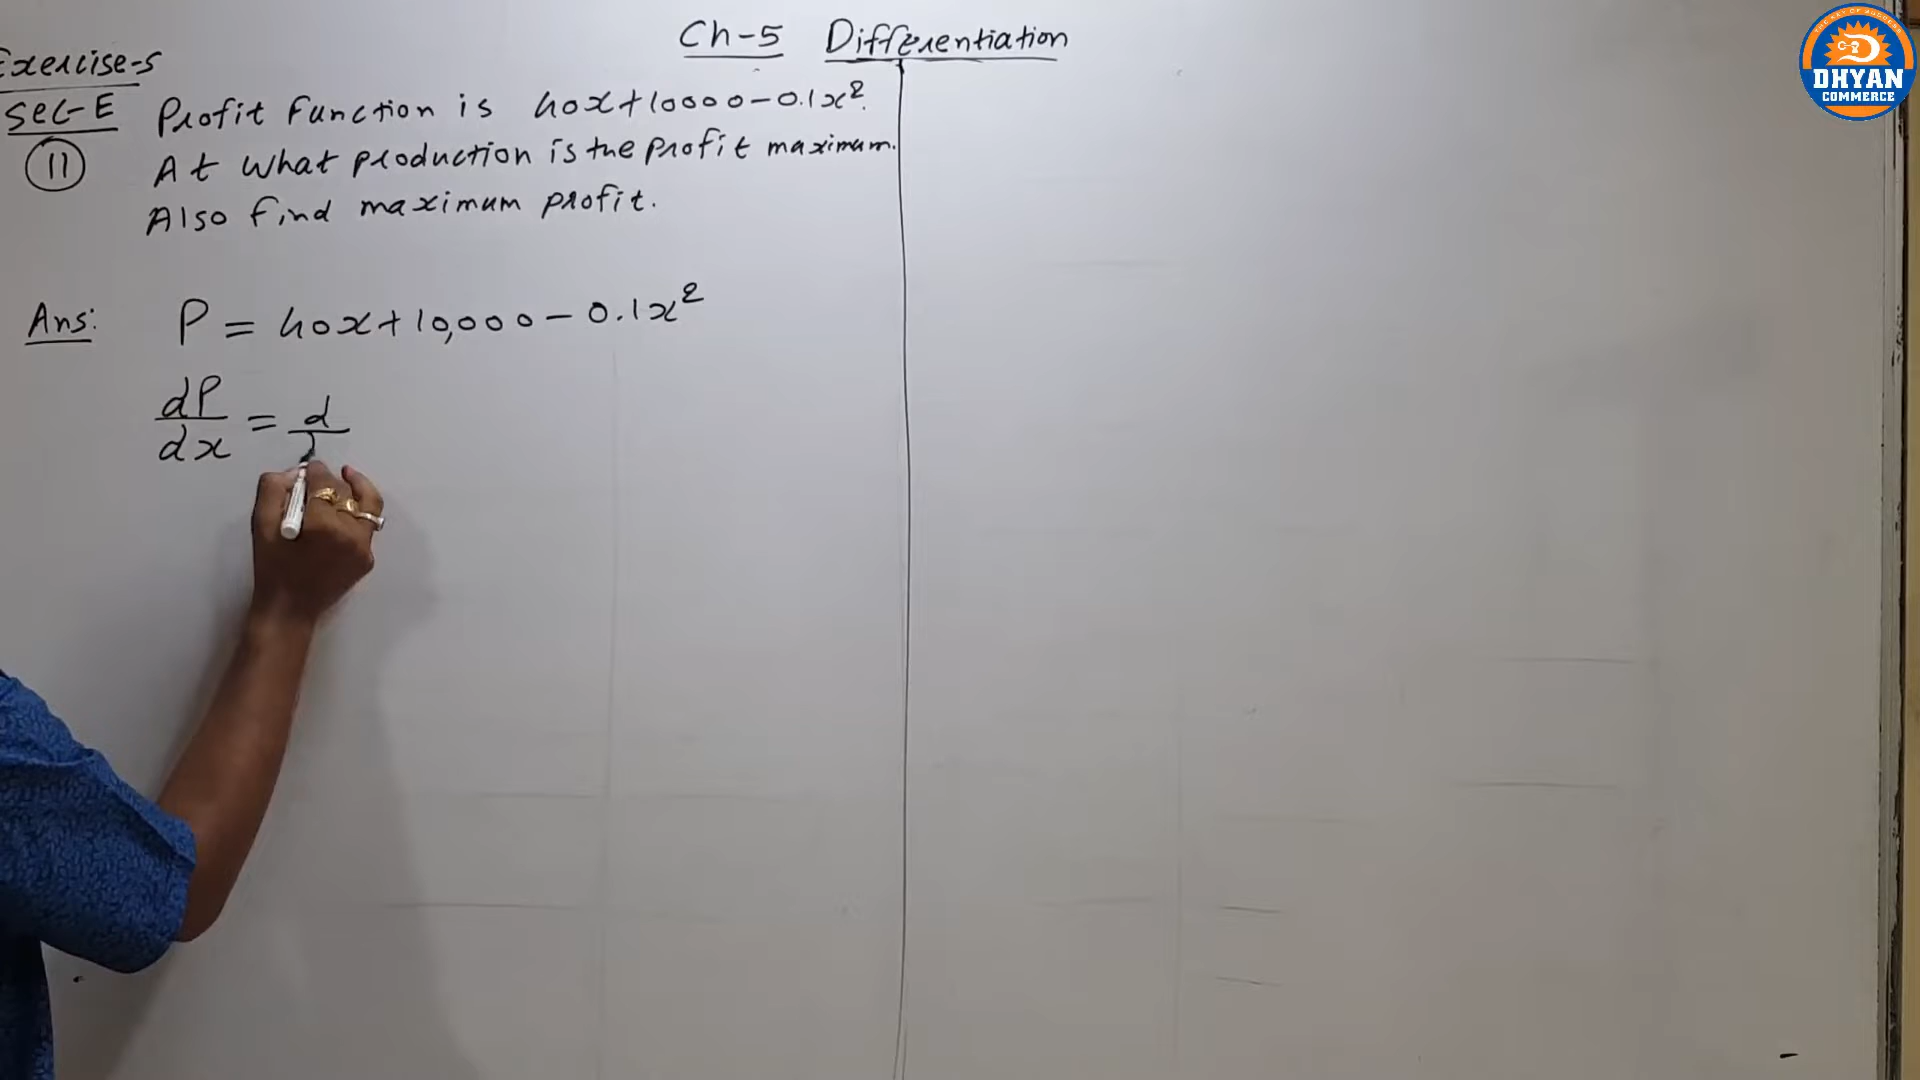 Ch-5 Differentiation
Exercise-5
Sec-E Profit Function is 40x+10000-0.1x².
11 At what production is the profit maximum.
Also find maximum profit.
Ans: P = 40x+10,000-0.1x²
dP/dx = d
DHYAN
COMMERCE